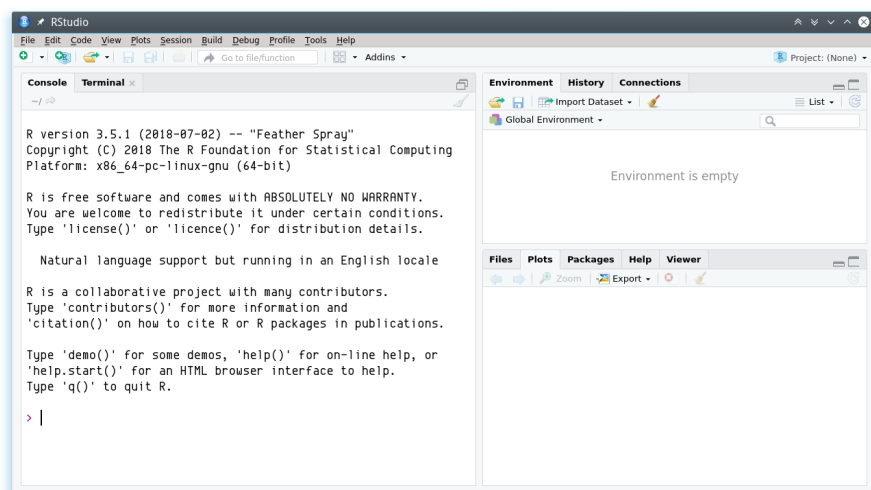 RStudio
File Edit Code View Plots Session Build Debug Profile Tools Help
Go to file/function Addins Project: (None)
Console Terminal
~/
R version 3.5.1 (2018-07-02) -- "Feather Spray"
Copyright (C) 2018 The R Foundation for Statistical Computing
Platform: x86_64-pc-linux-gnu (64-bit)
R is free software and comes with ABSOLUTELY NO WARRANTY.
You are welcome to redistribute it under certain conditions.
Type 'license()' or 'licence()' for distribution details.
Natural language support but running in an English locale
R is a collaborative project with many contributors.
Type 'contributors()' for more information and
'citation()' on how to cite R or R packages in publications.
Type 'demo()' for some demos, 'help()' for on-line help, or
'help.start()' for an HTML browser interface to help.
Type 'q()' to quit R.
>
Environment History Connections
Import Dataset List
Global Environment
Environment is empty
Files Plots Packages Help Viewer
Zoom Export